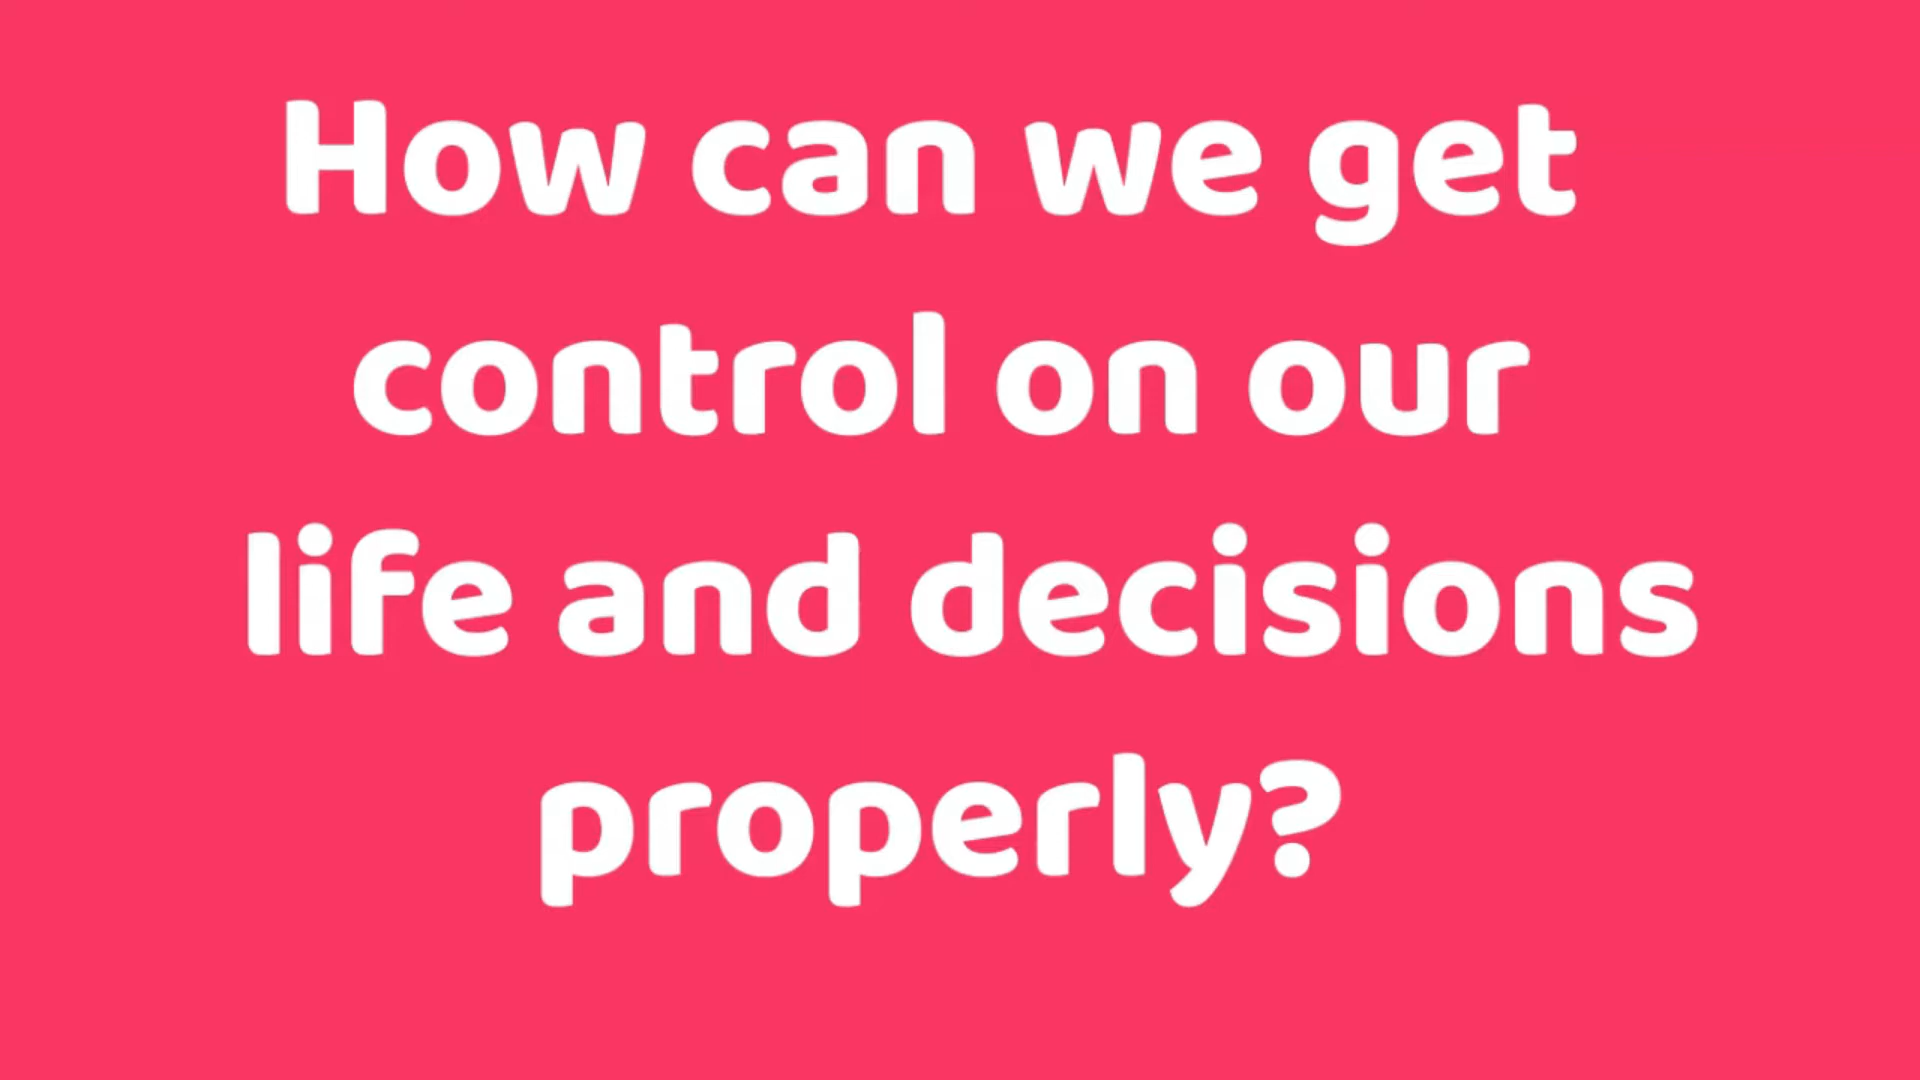 How can we get
control on our
life and decisions
properly?